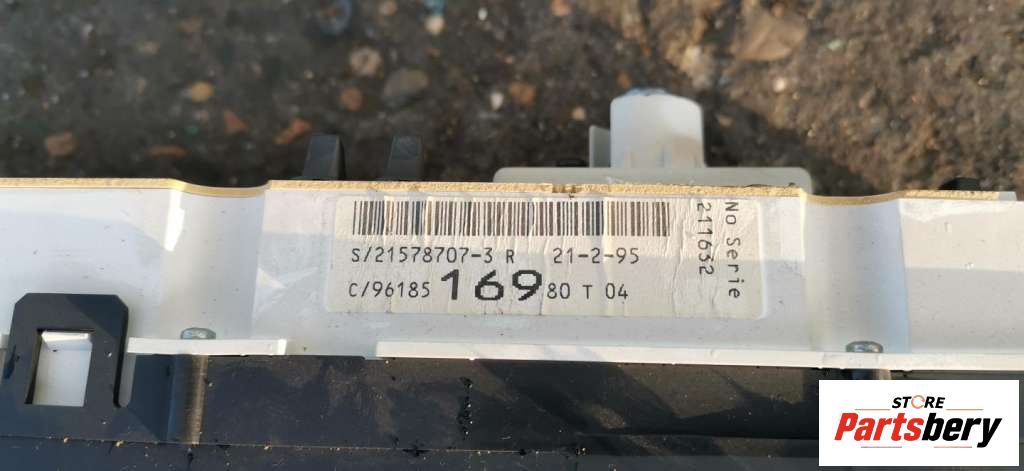 S/21578707-3 R 21-2-95
C/96185 169 80 T 04
No Serie
211632
STORE
Partsbery